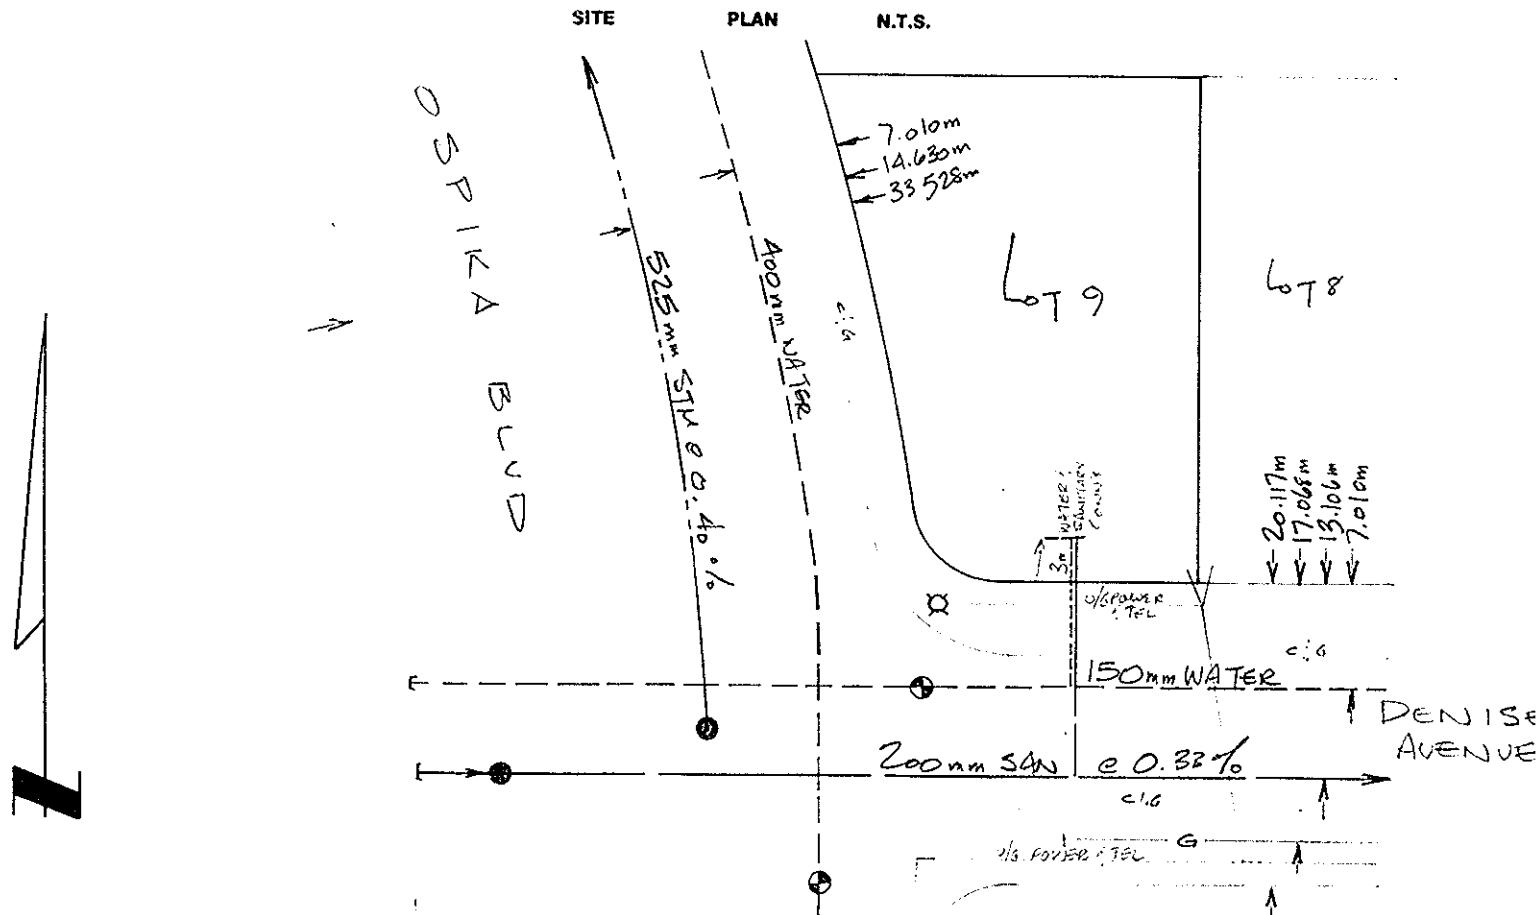 SITE PLAN N.T.S.
OSPIKA BLVD
7.010m
14.630m
33.528m
525mm STM @ 0.40%
400mm WATER
C&G
LOT 9
LOT 8
WATER &
SANITARY
CONN'S
3m
20.117m
17.068m
13.106m
7.010m
U/G POWER
& TEL
C&G
150mm WATER
DENISE
AVENUE
200mm SAN @ 0.33%
C&G
G
U/G POWER & TEL